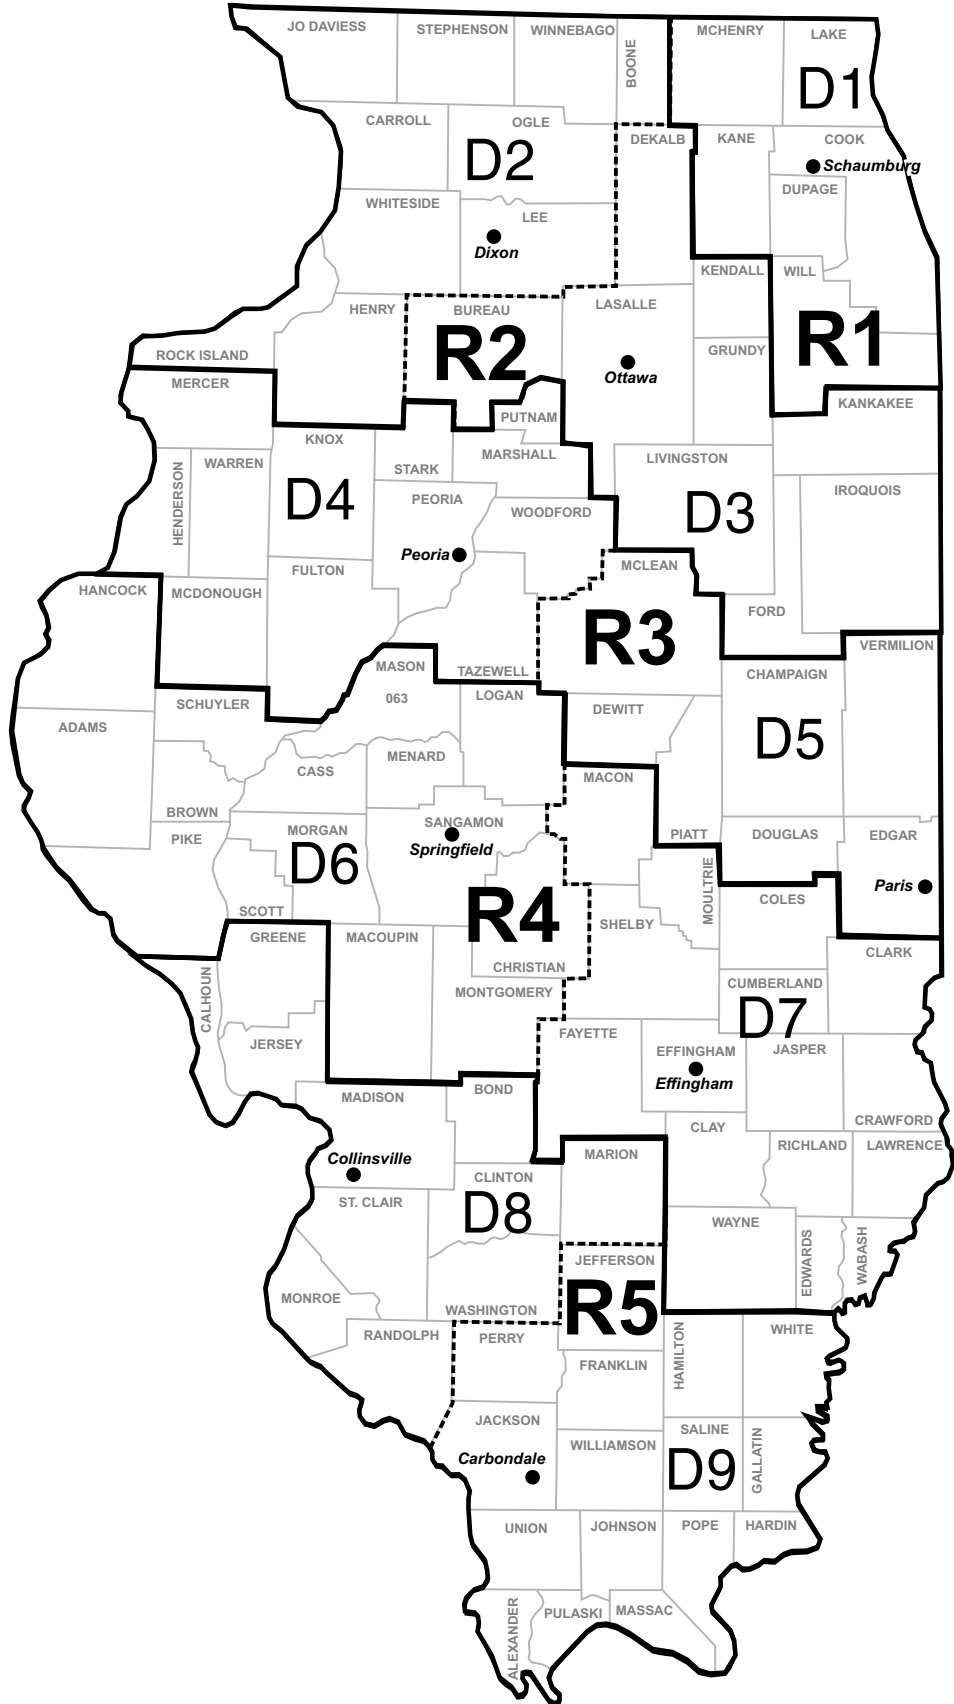 JO DAVIESS
STEPHENSON
WINNEBAGO
BOONE
MCHENRY
LAKE
D1
CARROLL
OGLE
D2
DEKALB
KANE
COOK
Schaumburg
DUPAGE
WHITESIDE
LEE
Dixon
KENDALL
WILL
HENRY
BUREAU
LASALLE
R2
R1
GRUNDY
ROCK ISLAND
Ottawa
MERCER
KANKAKEE
PUTNAM
KNOX
MARSHALL
WARREN
STARK
LIVINGSTON
HENDERSON
D4
PEORIA
IROQUOIS
WOODFORD
D3
Peoria
FULTON
MCLEAN
HANCOCK
MCDONOUGH
FORD
R3
VERMILION
MASON
TAZEWELL
CHAMPAIGN
063
LOGAN
SCHUYLER
DEWITT
ADAMS
D5
MENARD
CASS
MACON
BROWN
SANGAMON
MORGAN
PIKE
Springfield
PIATT
DOUGLAS
EDGAR
D6
MOULTRIE
Paris
COLES
SCOTT
R4
SHELBY
GREENE
MACOUPIN
CLARK
CHRISTIAN
CALHOUN
MONTGOMERY
CUMBERLAND
D7
FAYETTE
JERSEY
EFFINGHAM
JASPER
Effingham
BOND
MADISON
CRAWFORD
CLAY
RICHLAND
LAWRENCE
Collinsville
MARION
CLINTON
ST. CLAIR
D8
WAYNE
EDWARDS
WABASH
JEFFERSON
MONROE
R5
WASHINGTON
RANDOLPH
PERRY
WHITE
HAMILTON
FRANKLIN
JACKSON
SALINE
WILLIAMSON
Carbondale
D9
GALLATIN
UNION
JOHNSON
POPE
HARDIN
ALEXANDER
PULASKI
MASSAC